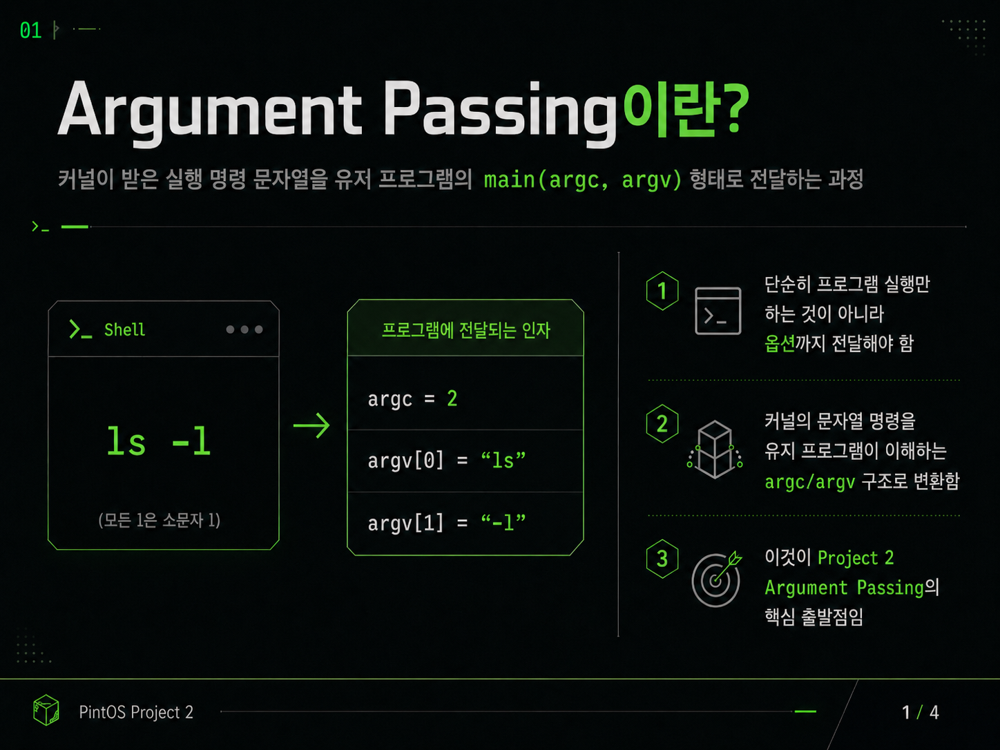 01
Argument Passing이란?
커널이 받은 실행 명령 문자열을 유저 프로그램의 main(argc, argv) 형태로 전달하는 과정
>_
>_ Shell
ls -l
(모든 l은 소문자 l)
→
프로그램에 전달되는 인자
argc = 2
argv[0] = “ls”
argv[1] = “-l”
1
>_
단순히 프로그램 실행만
하는 것이 아니라
옵션까지 전달해야 함
2
커널의 문자열 명령을
유지 프로그램이 이해하는
argc/argv 구조로 변환함
3
이것이 Project 2
Argument Passing의
핵심 출발점임
PintOS Project 2
1 / 4